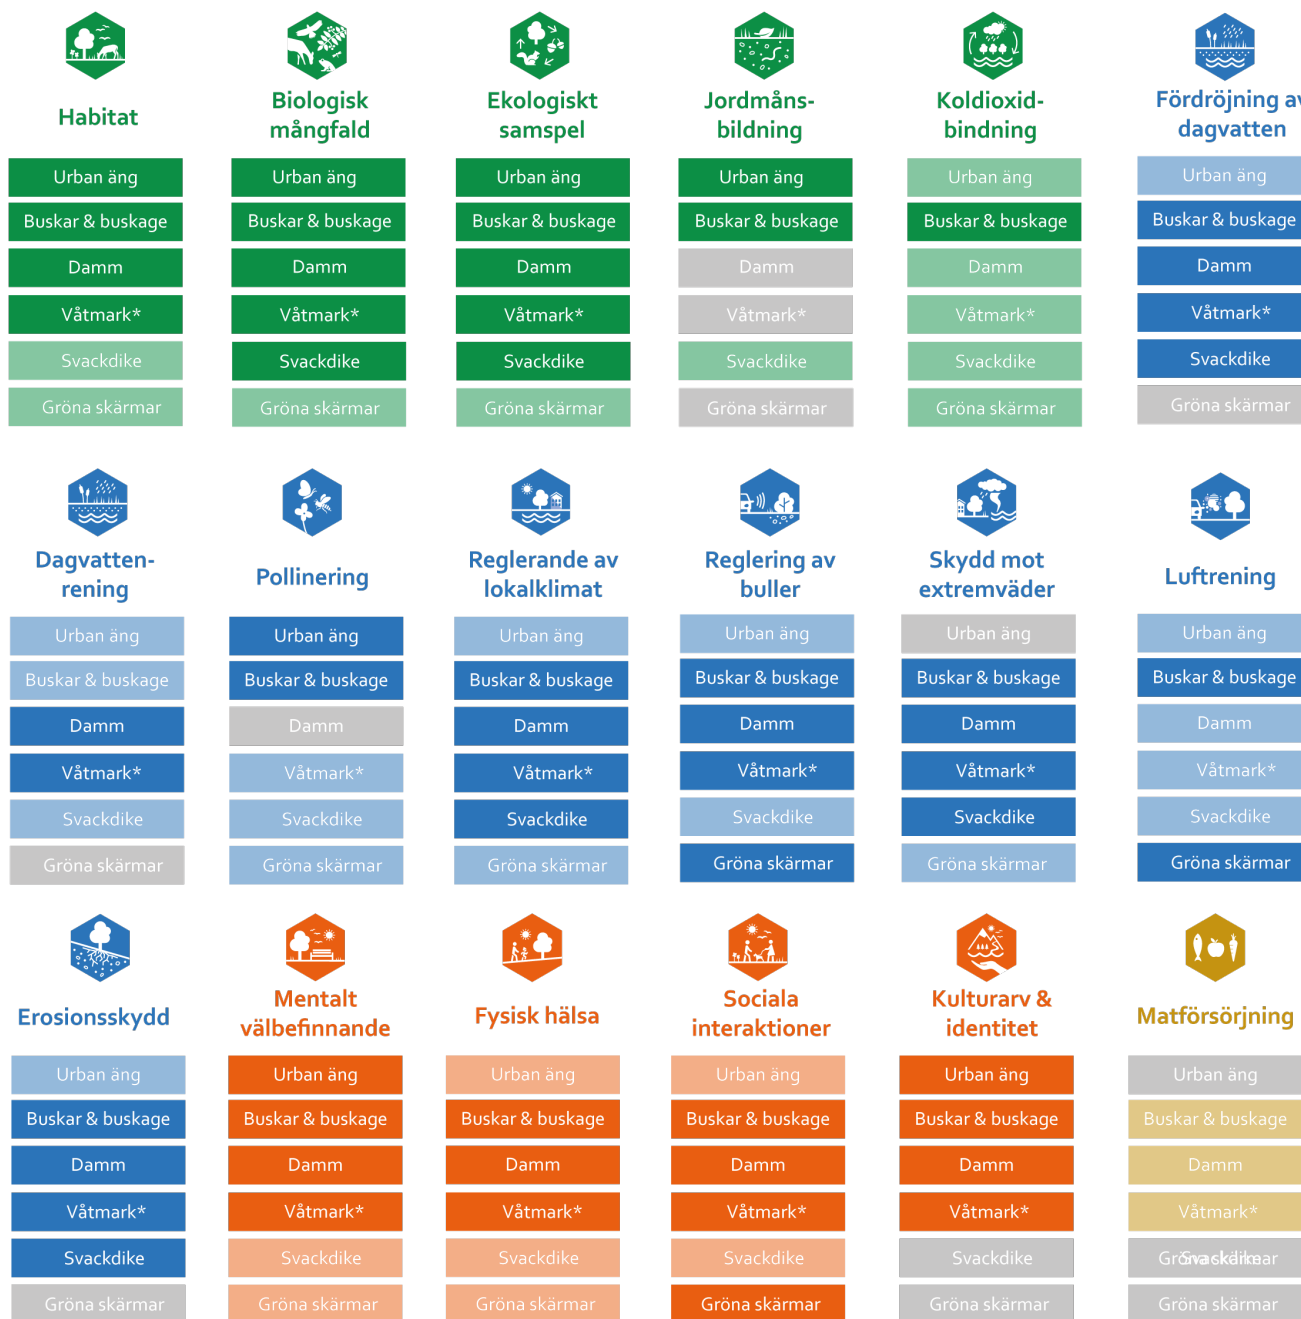 Habitat
Urban äng
Buskar & buskage
Damm
Våtmark*
Svackdike
Gröna skärmar
Biologisk
mångfald
Urban äng
Buskar & buskage
Damm
Våtmark*
Svackdike
Gröna skärmar
Ekologiskt
samspel
Urban äng
Buskar & buskage
Damm
Våtmark*
Svackdike
Gröna skärmar
Jordmåns-
bildning
Urban äng
Buskar & buskage
Damm
Våtmark*
Svackdike
Gröna skärmar
Koldioxid-
bindning
Urban äng
Buskar & buskage
Damm
Våtmark*
Svackdike
Gröna skärmar
Fördröjning av
dagvatten
Urban äng
Buskar & buskage
Damm
Våtmark*
Svackdike
Gröna skärmar
Dagvatten-
rening
Urban äng
Buskar & buskage
Damm
Våtmark*
Svackdike
Gröna skärmar
Pollinering
Urban äng
Buskar & buskage
Damm
Våtmark*
Svackdike
Gröna skärmar
Reglerande av
lokalklimat
Urban äng
Buskar & buskage
Damm
Våtmark*
Svackdike
Gröna skärmar
Reglering av
buller
Urban äng
Buskar & buskage
Damm
Våtmark*
Svackdike
Gröna skärmar
Skydd mot
extremväder
Urban äng
Buskar & buskage
Damm
Våtmark*
Svackdike
Gröna skärmar
Luftrening
Urban äng
Buskar & buskage
Damm
Våtmark*
Svackdike
Gröna skärmar
Erosionsskydd
Urban äng
Buskar & buskage
Damm
Våtmark*
Svackdike
Gröna skärmar
Mentalt
välbefinnande
Urban äng
Buskar & buskage
Damm
Våtmark*
Svackdike
Gröna skärmar
Fysisk hälsa
Urban äng
Buskar & buskage
Damm
Våtmark*
Svackdike
Gröna skärmar
Sociala
interaktioner
Urban äng
Buskar & buskage
Damm
Våtmark*
Svackdike
Gröna skärmar
Kulturarv &
identitet
Urban äng
Buskar & buskage
Damm
Våtmark*
Svackdike
Gröna skärmar
Matförsörjning
Urban äng
Buskar & buskage
Damm
Våtmark*
Svackdike
Gröna skärmar
Gröna skärmar